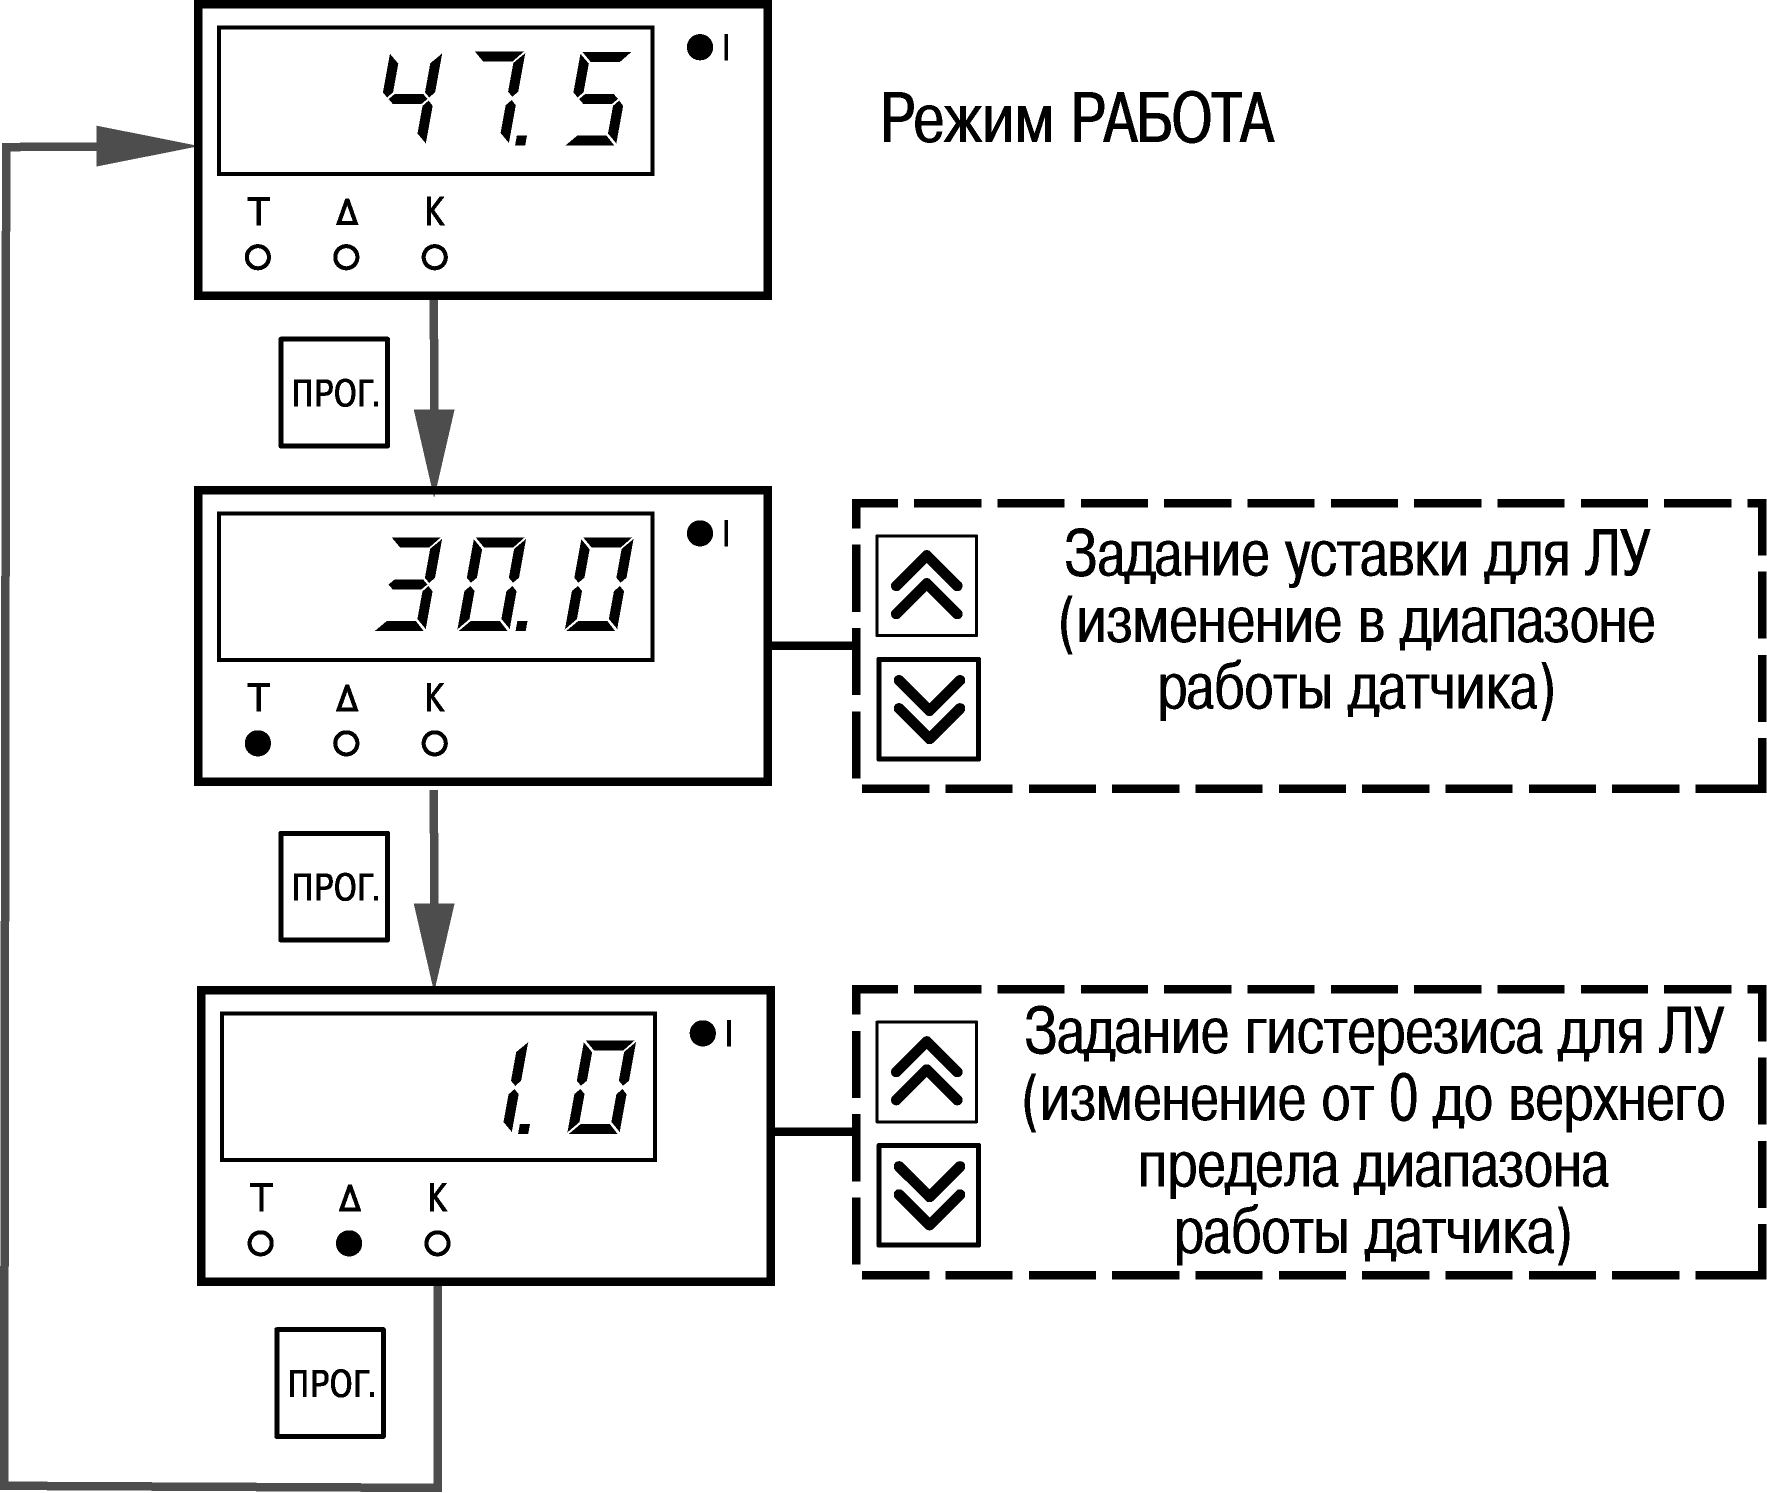 47.5
I
Режим РАБОТА
Т Δ К
ПРОГ.
30.0
I
Задание уставки для ЛУ
(изменение в диапазоне
работы датчика)
Т Δ К
ПРОГ.
1.0
I
Задание гистерезиса для ЛУ
(изменение от 0 до верхнего
предела диапазона
работы датчика)
Т Δ К
ПРОГ.